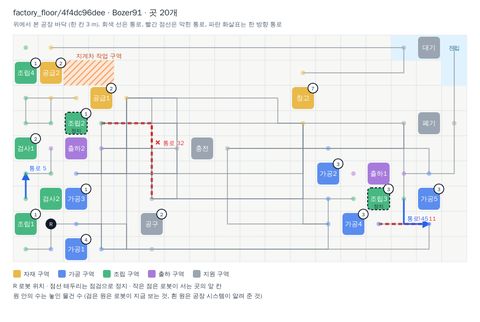 factory_floor/4f4dc96dee · Bozer91 · 곳 20개
위에서 본 공장 바닥 (한 칸 3 m). 회색 선은 통로, 빨간 점선은 막힌 통로, 파란 화살표는 한 방향 통로
대기
지게차 작업 구역
조립4 2
공급2 2
공급1 2
창고 7
조립2 1
폐기
검사1 2
출하2
✖ 통로 32
충전
통로 5
가공2 3
출하1
검사2
가공3 1
조립3 3
가공5 3
조립1 1
R
공구 2
가공4 3
가공1 4
자재 구역
가공 구역
조립 구역
출하 구역
지원 구역
R 로봇 위치 · 점선 테두리는 점검으로 정지 · 작은 점은 로봇이 서는 곳의 앞 칸
원 안의 수는 놓인 물건 수 (검은 원은 로봇이 지금 보는 것, 흰 원은 공장 시스템이 알려 준 것)